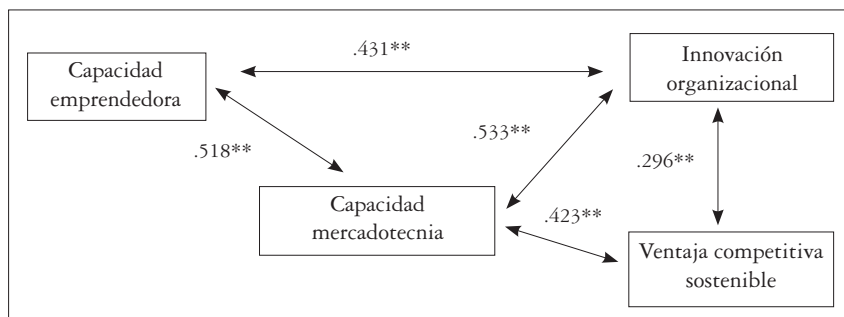 .431**
Capacidad
emprendedora
Innovación
organizacional
.518**
.533**
.296**
Capacidad
mercadotecnia
.423**
Ventaja competitiva
sostenible